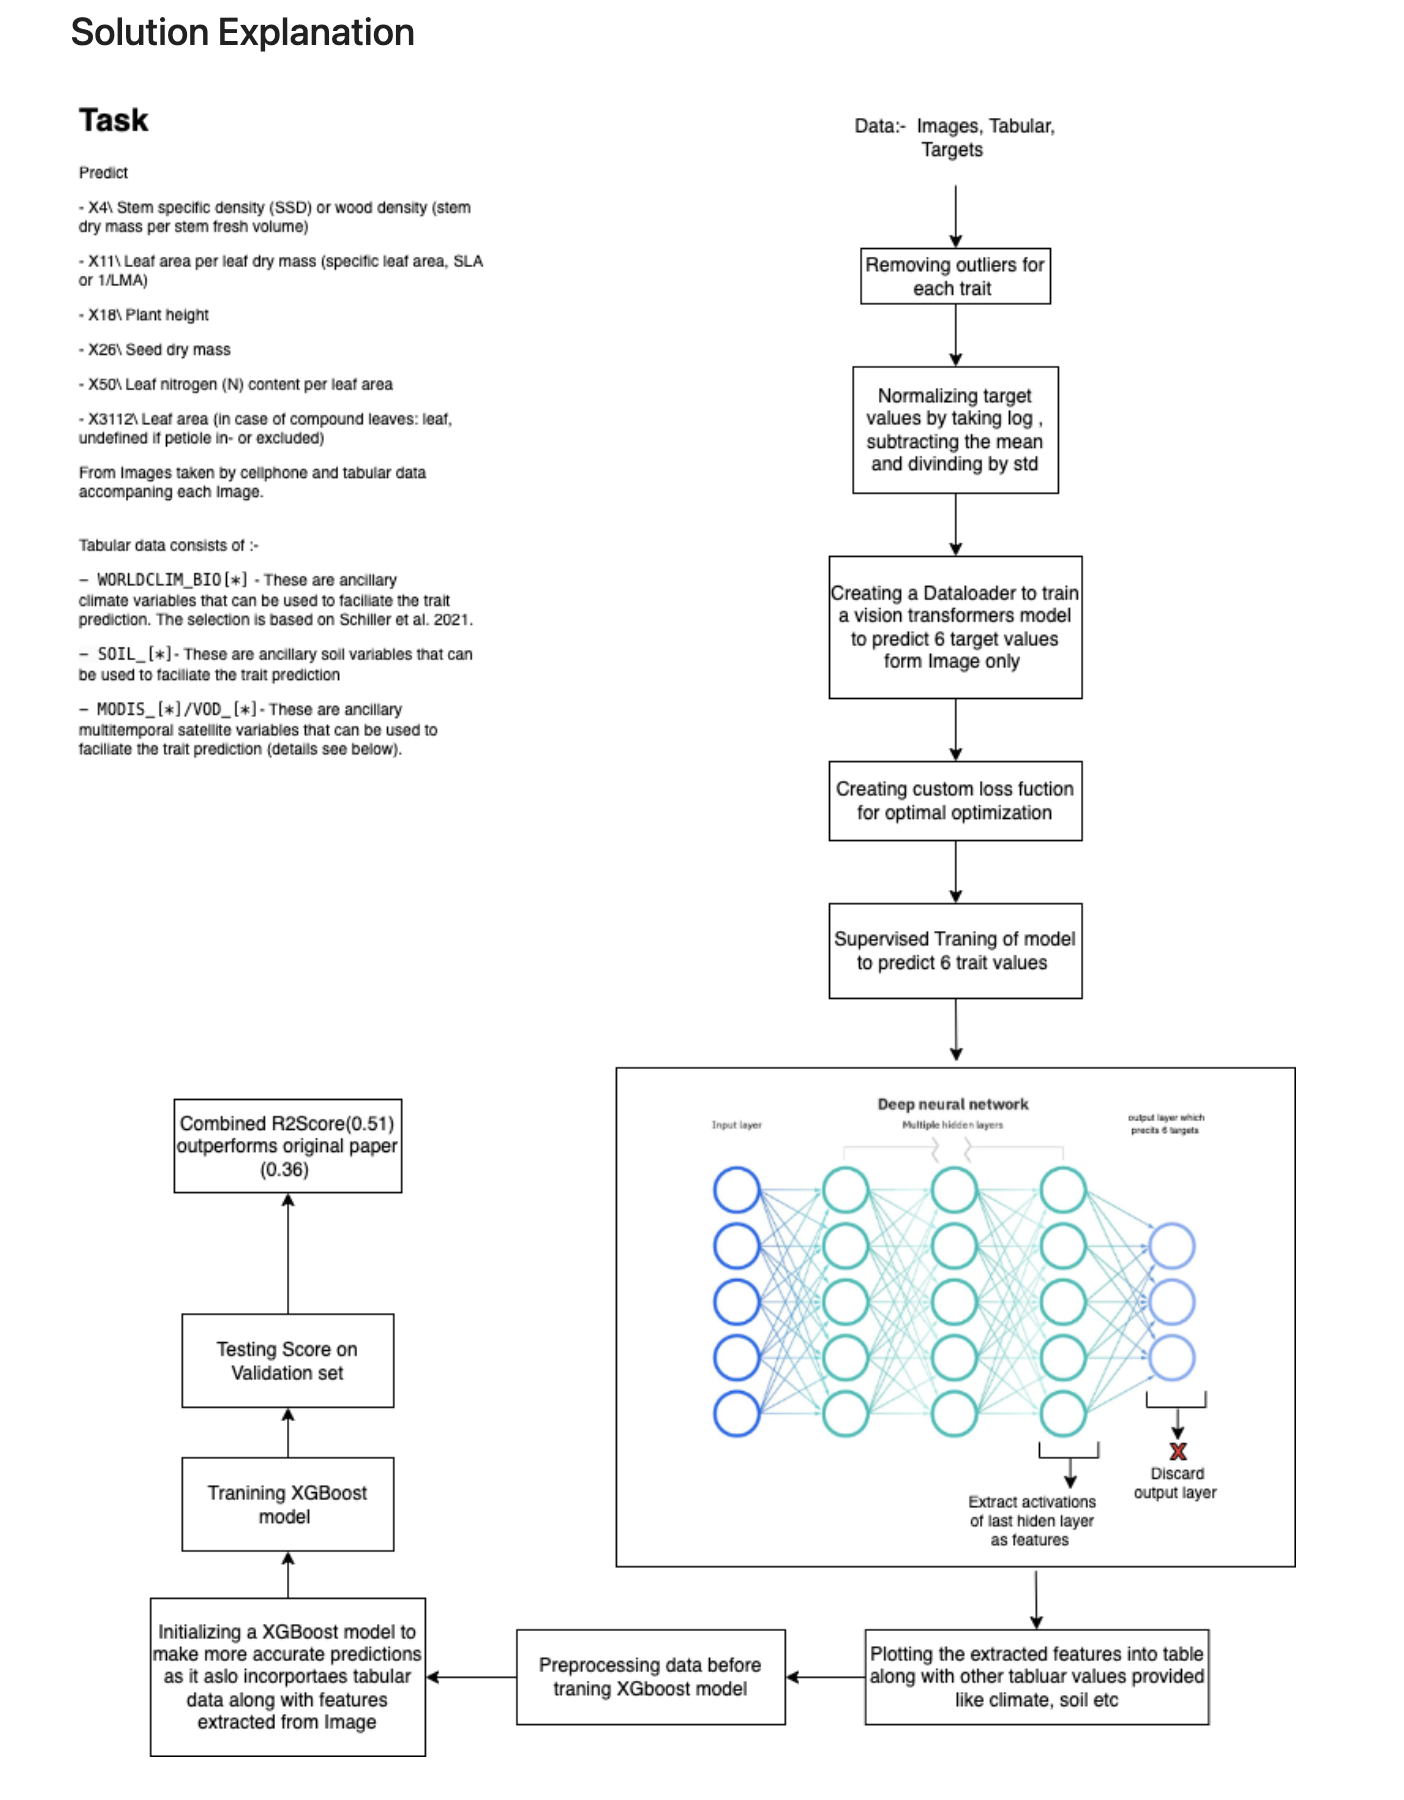 Solution Explanation
Task
Predict
- X4\ Stem specific density (SSD) or wood density (stem
dry mass per stem fresh volume)
- X11\ Leaf area per leaf dry mass (specific leaf area, SLA
or 1/LMA)
- X18\ Plant height
- X26\ Seed dry mass
- X50\ Leaf nitrogen (N) content per leaf area
- X3112\ Leaf area (in case of compound leaves: leaf,
undefined if petiole in- or excluded)
From Images taken by cellphone and tabular data
accompaning each Image.
Tabular data consists of :-
– WORLDCLIM_BIO[*] - These are ancillary
climate variables that can be used to faciliate the trait
prediction. The selection is based on Schiller et al. 2021.
– SOIL_[*]- These are ancillary soil variables that can
be used to faciliate the trait prediction
– MODIS_[*]/VOD_[*]- These are ancillary
multitemporal satellite variables that can be used to
faciliate the trait prediction (details see below).
Data:- Images, Tabular,
Targets
Removing outliers for
each trait
Normalizing target
values by taking log ,
subtracting the mean
and divinding by std
Creating a Dataloader to train
a vision transformers model
to predict 6 target values
form Image only
Creating custom loss fuction
for optimal optimization
Supervised Traning of model
to predict 6 trait values
Deep neural network
Input layer
Multiple hidden layers
output layer which
precits 6 targets
X
Discard
output layer
Extract activations
of last hiden layer
as features
Plotting the extracted features into table
along with other tabluar values provided
like climate, soil etc
Preprocessing data before
traning XGboost model
Initializing a XGBoost model to
make more accurate predictions
as it aslo incorportaes tabular
data along with features
extracted from Image
Tranining XGBoost
model
Testing Score on
Validation set
Combined R2Score(0.51)
outperforms original paper
(0.36)